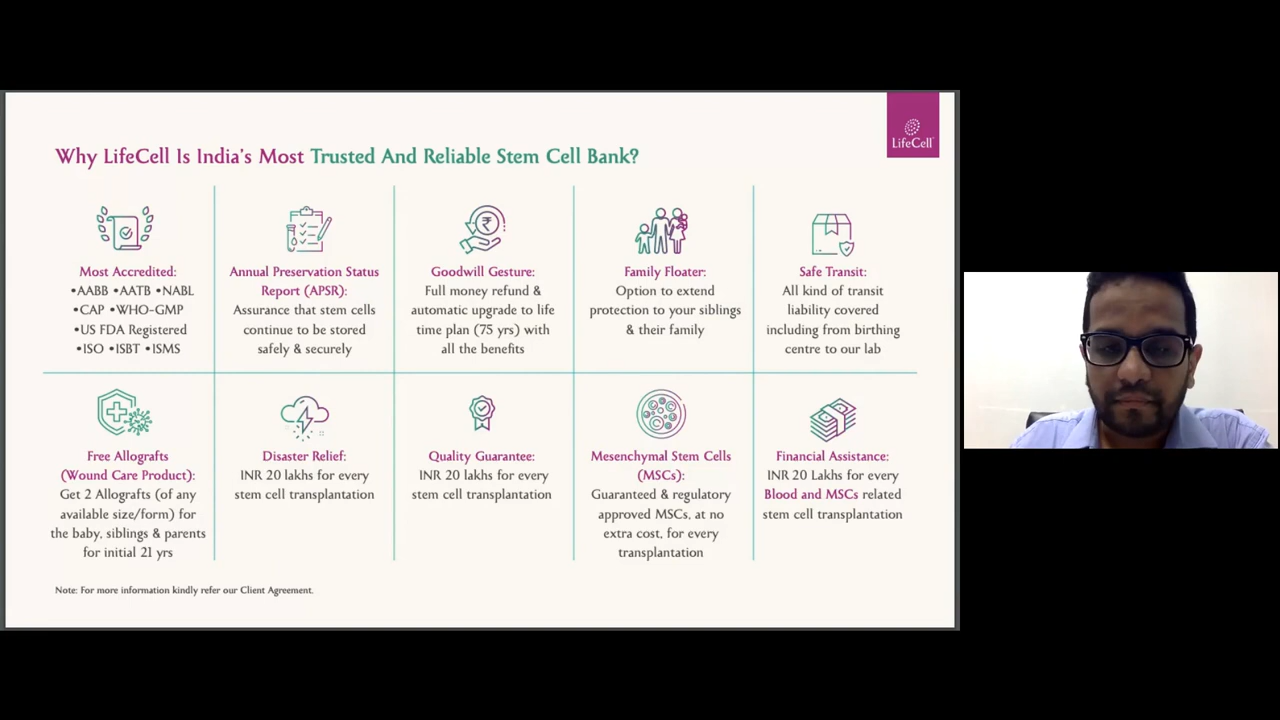 LifeCell
Why LifeCell Is India's Most Trusted And Reliable Stem Cell Bank?
Most Accredited:
•AABB •AATB •NABL
•CAP •WHO-GMP
•US FDA Registered
•ISO •ISBT •ISMS
Annual Preservation Status
Report (APSR):
Assurance that stem cells
continue to be stored
safely & securely
Goodwill Gesture:
Full money refund &
automatic upgrade to life
time plan (75 yrs) with
all the benefits
Family Floater:
Option to extend
protection to your siblings
& their family
Safe Transit:
All kind of transit
liability covered
including from birthing
centre to our lab
Free Allografts
(Wound Care Product):
Get 2 Allografts (of any
available size/form) for
the baby, siblings & parents
for initial 21 yrs
Disaster Relief:
INR 20 lakhs for every
stem cell transplantation
Quality Guarantee:
INR 20 lakhs for every
stem cell transplantation
Mesenchymal Stem Cells
(MSCs):
Guaranteed & regulatory
approved MSCs, at no
extra cost, for every
transplantation
Financial Assistance:
INR 20 Lakhs for every
Blood and MSCs related
stem cell transplantation
Note: For more information kindly refer our Client Agreement.